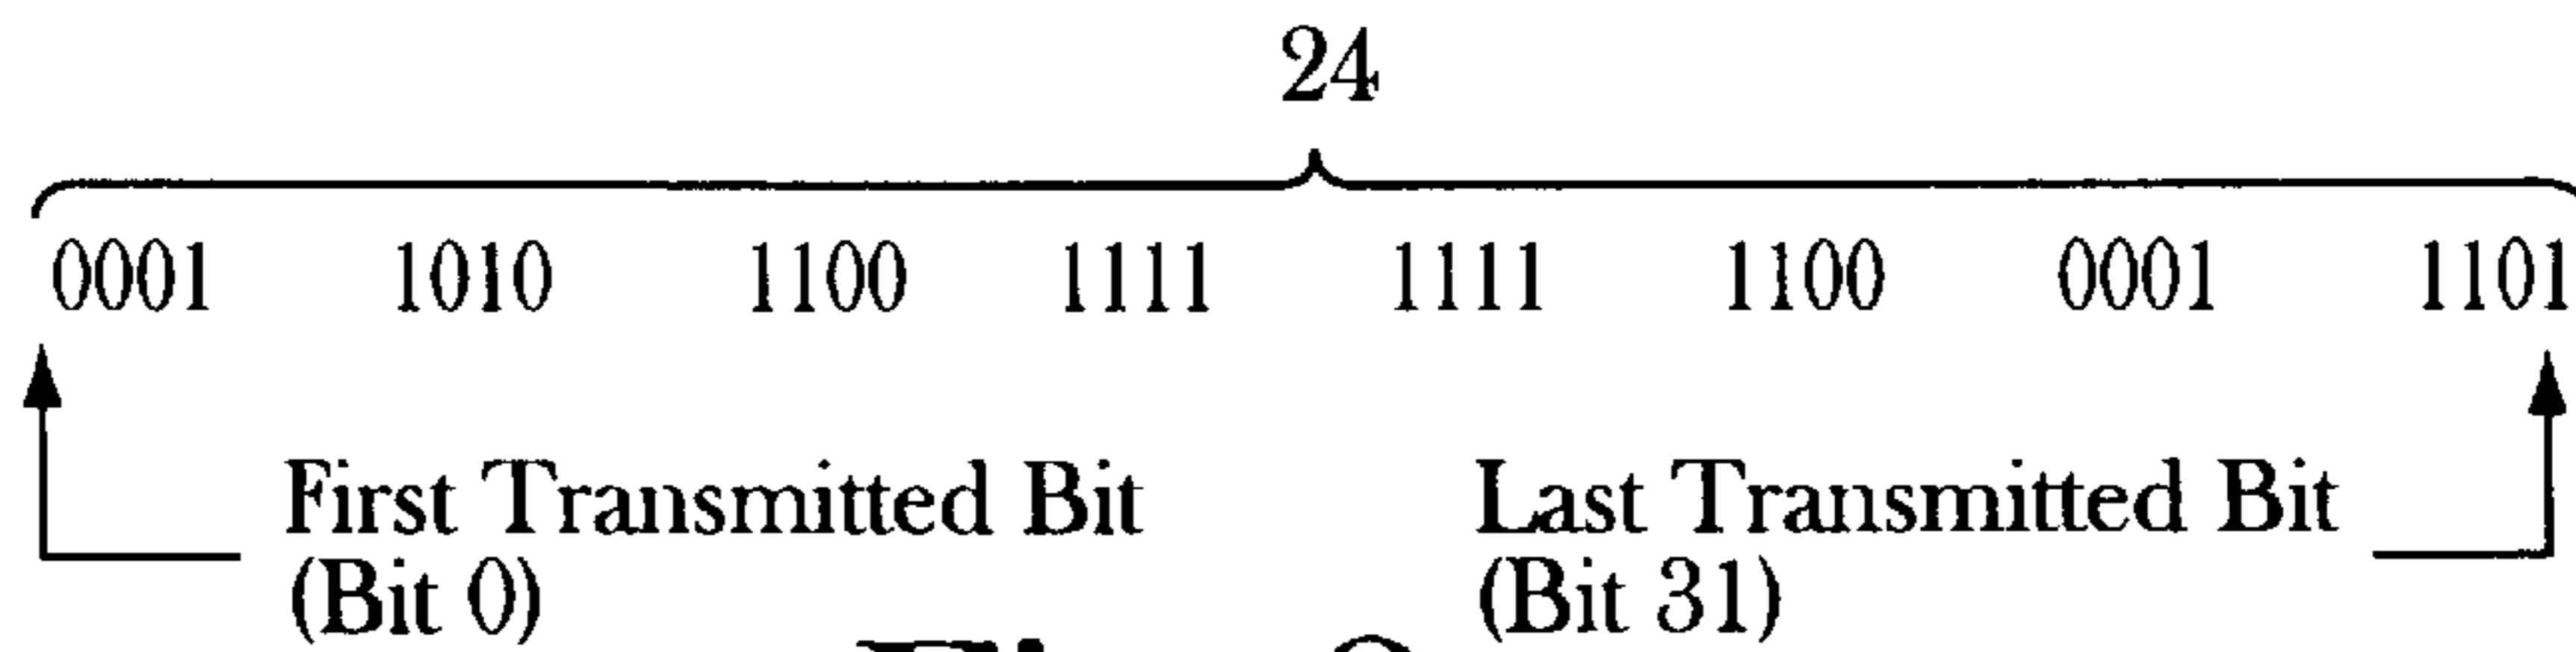 24
0001 1010 1100 1111 1111 1100 0001 1101
First Transmitted Bit
(Bit 0)
Last Transmitted Bit
(Bit 31)